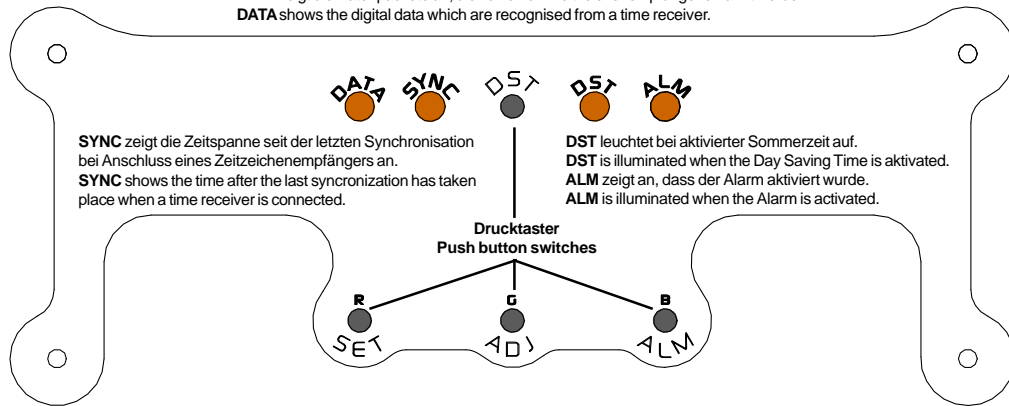 DATA shows the digital data which are recognised from a time receiver.
DATA SYNC DST DST ALM
SYNC zeigt die Zeitspanne seit der letzten Synchronisation
bei Anschluss eines Zeitzeichenempfängers an.
SYNC shows the time after the last syncronization has taken
place when a time receiver is connected.
DST leuchtet bei aktivierter Sommerzeit auf.
DST is illuminated when the Day Saving Time is activated.
ALM zeigt an, dass der Alarm aktiviert wurde.
ALM is illuminated when the Alarm is activated.
Drucktaster
Push button switches
R G B
SET ADJ ALM